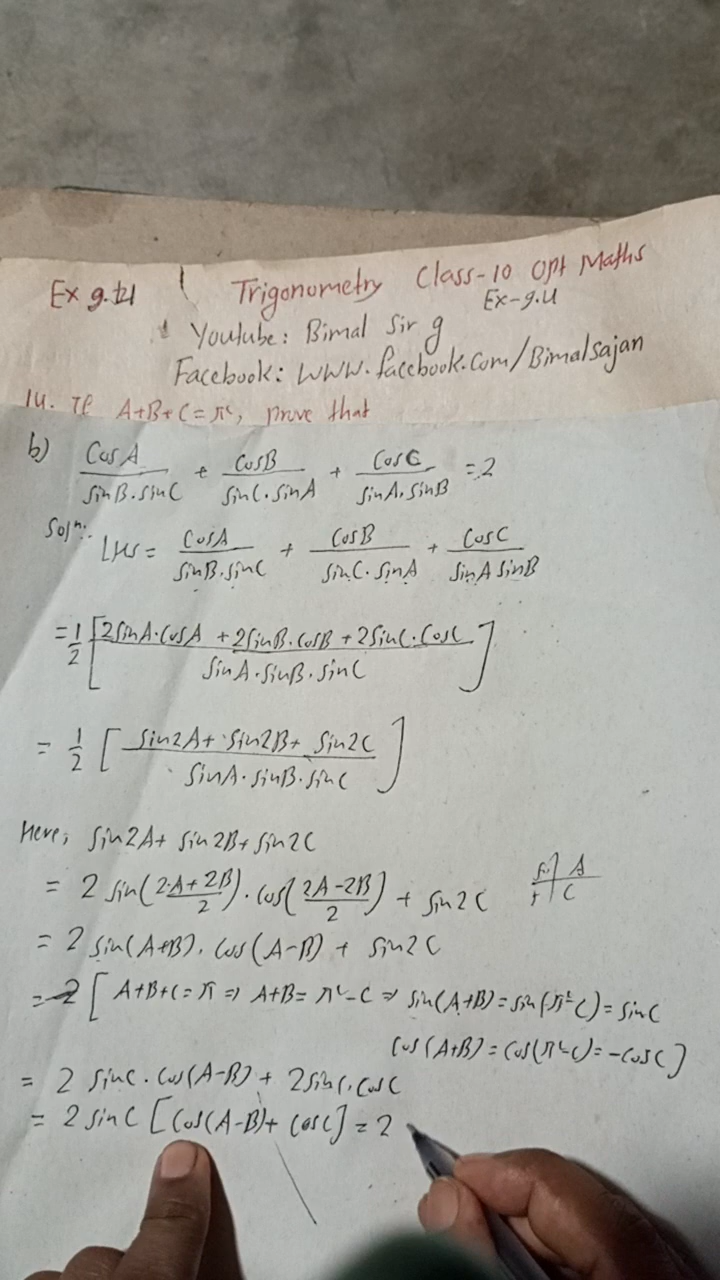 Ex 9.4 Trigonometry Class-10 Opt Maths
Ex-9.4
Youtube: Bimal Sir g
Facebook: WWW.facebook.com/Bimalsajan
14. If A+B+C=πᶜ, prove that
b) CosA/SinB.SinC + CosB/SinC.SinA + CosC/SinA.SinB = 2
Solⁿ:
LHS = CosA/SinB.SinC + CosB/SinC.SinA + CosC/SinA SinB
= 1/2 [2SinA.CosA + 2SinB.CosB + 2SinC.CosC / SinA.SinB.SinC]
= 1/2 [Sin2A + Sin2B + Sin2C / SinA.SinB.SinC]
Here, Sin2A + Sin2B + Sin2C
= 2 Sin(2A+2B/2).Cos(2A-2B/2) + Sin2C
= 2 Sin(A+B).Cos(A-B) + Sin2C
= [A+B+C=π ⇒ A+B=πᶜ-C ⇒ Sin(A+B)=Sin(πᶜ-C)=SinC
Cos(A+B)=Cos(πᶜ-C)=-CosC]
= 2 SinC.Cos(A-B) + 2SinC.CosC
= 2 SinC [Cos(A-B)+CosC] = 2